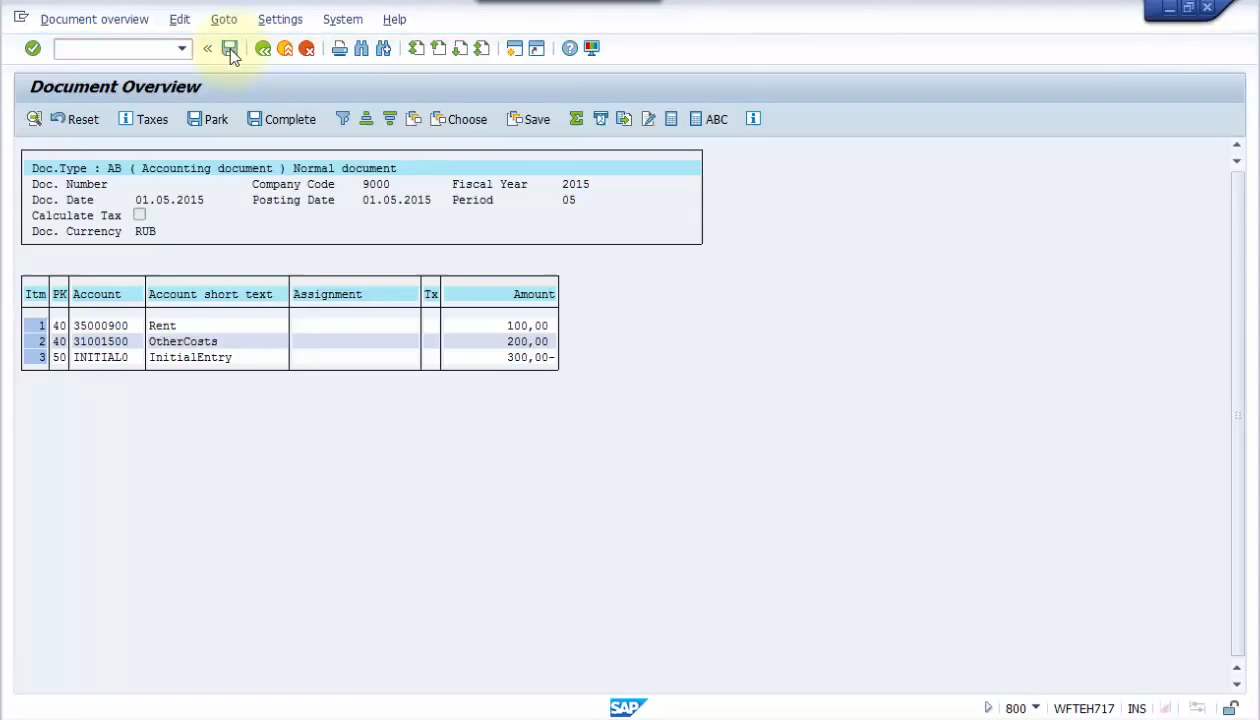 Document overview Edit Goto Settings System Help
Document Overview
Reset Taxes Park Complete Choose Save ABC
Doc.Type : AB ( Accounting document ) Normal document
Doc. Number Company Code 9000 Fiscal Year 2015
Doc. Date 01.05.2015 Posting Date 01.05.2015 Period 05
Calculate Tax
Doc. Currency RUB
Itm PK Account Account short text Assignment Tx Amount
1 40 35000900 Rent 100,00
2 40 31001500 OtherCosts 200,00
3 50 INITIAL0 InitialEntry 300,00-
SAP 800 WFTEH717 INS